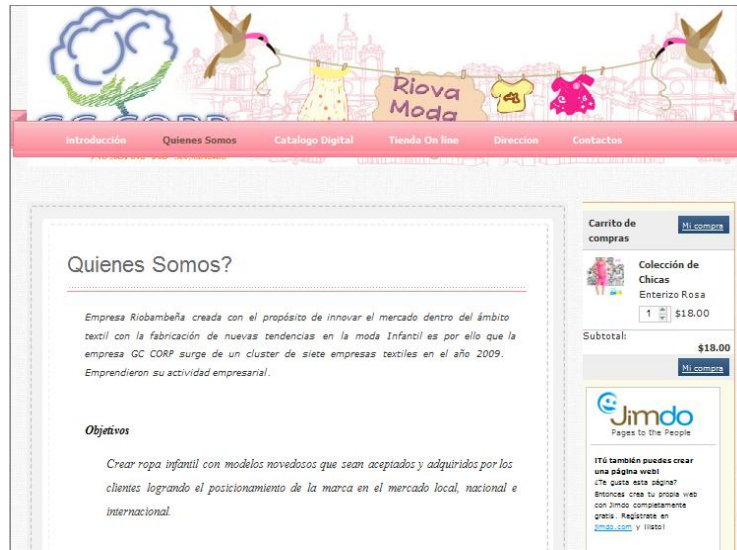 Riova
Moda
GC CORP
introducción Quienes Somos Catalogo Digital Tienda On line Direccion Contactos
Quienes Somos?
Empresa Riobambeña creada con el propósito de innovar el mercado dentro del ámbito
textil con la fabricación de nuevas tendencias en la moda Infantil es por ello que la
empresa GC CORP surge de un cluster de siete empresas textiles en el año 2009.
Emprendieron su actividad empresarial.
Objetivos
Crear ropa infantil con modelos novedosos que sean aceptados y adquiridos por los
clientes logrando el posicionamiento de la marca en el mercado local, nacional e
internacional.
Carrito de
compras
Mi compra
Colección de
Chicas
Enterizo Rosa
1 $18.00
Subtotal:
$18.00
Mi compra
Jimdo
Pages to the People
!Tú también puedes crear
una página web!
¿Te gusta esta página?
Entonces crea tu propia web
con Jimdo completamente
gratis. Regístrate en
jimdo.com y !listo!